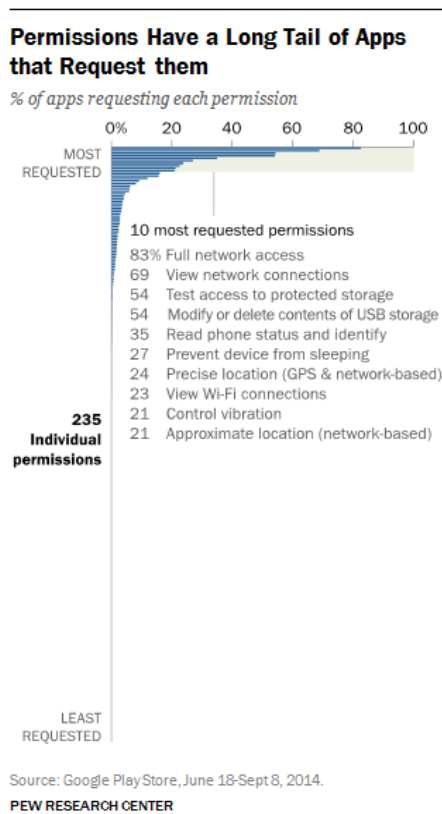 Permissions Have a Long Tail of Apps
that Request them
% of apps requesting each permission
0% 20 40 60 80 100
MOST
REQUESTED
10 most requested permissions
83% Full network access
69 View network connections
54 Test access to protected storage
54 Modify or delete contents of USB storage
35 Read phone status and identify
27 Prevent device from sleeping
24 Precise location (GPS & network-based)
23 View Wi-Fi connections
21 Control vibration
21 Approximate location (network-based)
235
Individual
permissions
LEAST
REQUESTED
Source: Google Play Store, June 18-Sept 8, 2014.
PEW RESEARCH CENTER